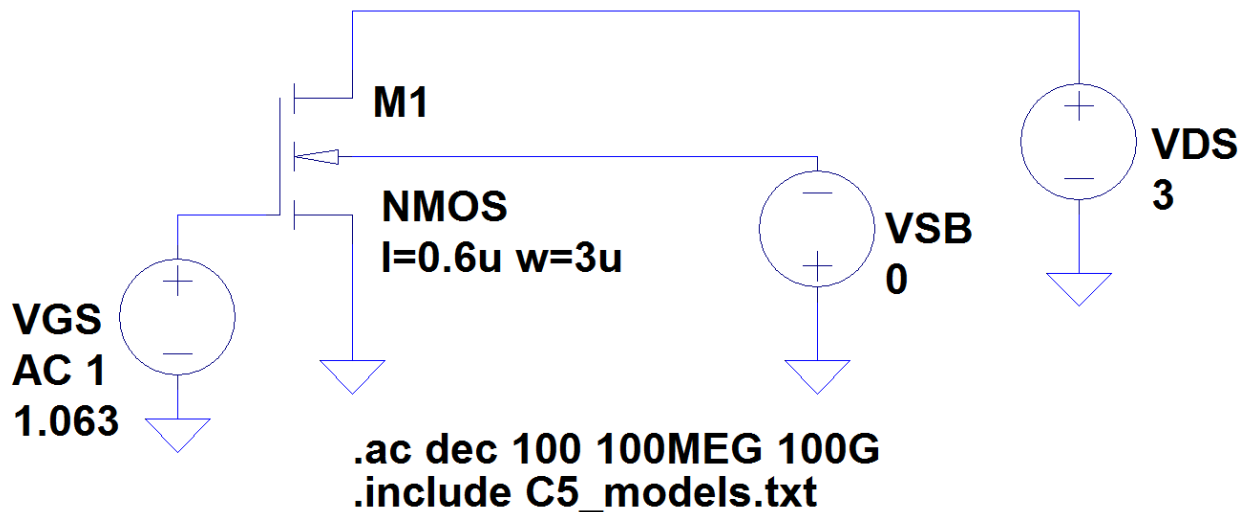 M1
NMOS
l=0.6u w=3u
VGS
AC 1
1.063
VSB
0
VDS
3
.ac dec 100 100MEG 100G
.include C5_models.txt